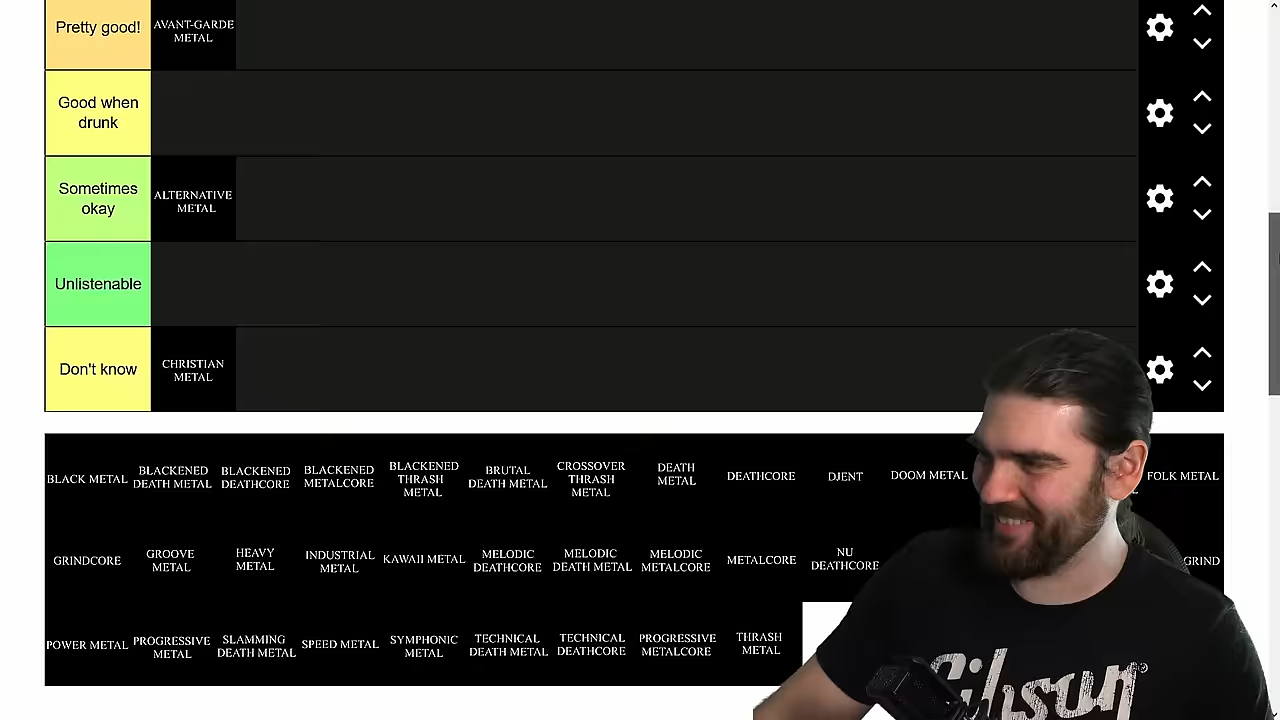 Pretty good!
AVANT-GARDE
METAL
Good when
drunk
Sometimes
okay
ALTERNATIVE
METAL
Unlistenable
Don't know
CHRISTIAN
METAL
BLACK METAL
BLACKENED
DEATH METAL
BLACKENED
DEATHCORE
BLACKENED
METALCORE
BLACKENED
THRASH
METAL
BRUTAL
DEATH METAL
CROSSOVER
THRASH
METAL
DEATH
METAL
DEATHCORE
DJENT
DOOM METAL
FOLK METAL
GRINDCORE
GROOVE
METAL
HEAVY
METAL
INDUSTRIAL
METAL
KAWAII METAL
MELODIC
DEATHCORE
MELODIC
DEATH METAL
MELODIC
METALCORE
METALCORE
NU
DEATHCORE
GRIND
POWER METAL
PROGRESSIVE
METAL
SLAMMING
DEATH METAL
SPEED METAL
SYMPHONIC
METAL
TECHNICAL
DEATH METAL
TECHNICAL
DEATHCORE
PROGRESSIVE
METALCORE
THRASH
METAL
Gibson